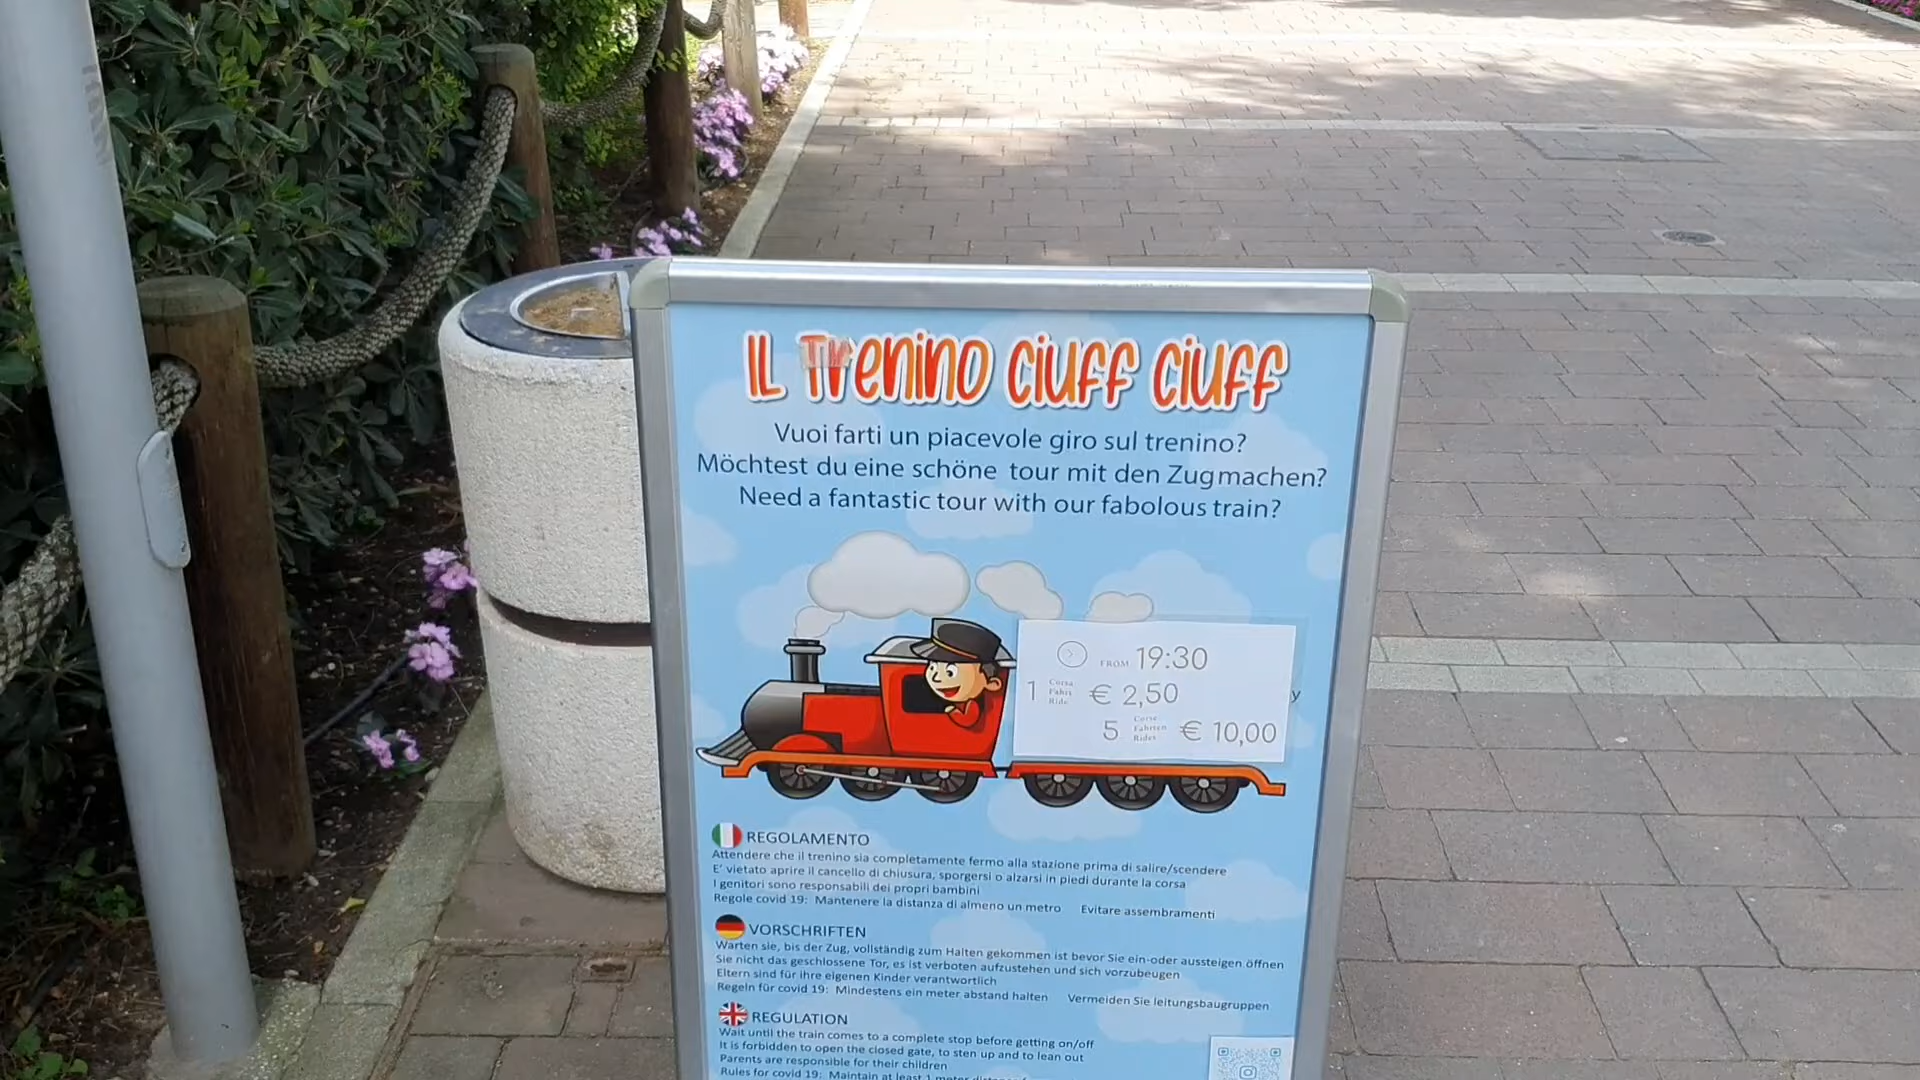 IL Trenino ciuff ciuff
Vuoi farti un piacevole giro sul trenino?
Möchtest du eine schöne tour mit den Zugmachen?
Need a fantastic tour with our fabolous train?
FROM 19:30
1 Corsa Fahrt Ride € 2,50
y
5 Corse Fahrten Rides € 10,00
REGOLAMENTO
Attendere che il trenino sia completamente fermo alla stazione prima di salire/scendere
E' vietato aprire il cancello di chiusura, sporgersi o alzarsi in piedi durante la corsa
I genitori sono responsabili dei propri bambini
Regole covid 19: Mantenere la distanza di almeno un metro Evitare assembramenti
VORSCHRIFTEN
Warten sie, bis der Zug, vollständig zum Halten gekommen ist bevor Sie ein-oder aussteigen öffnen
Sie nicht das geschlossene Tor, es ist verboten aufzustehen und sich vorzubeugen
Eltern sind für ihre eigenen Kinder verantwortlich
Regeln für covid 19: Mindestens ein meter abstand halten Vermeiden Sie leitungsbaugruppen
REGULATION
Wait until the train comes to a complete stop before getting on/off
It is forbidden to open the closed gate, to sten up and to lean out
Parents are responsible for their children
Rules for covid 19: Maintain at least 1 meter